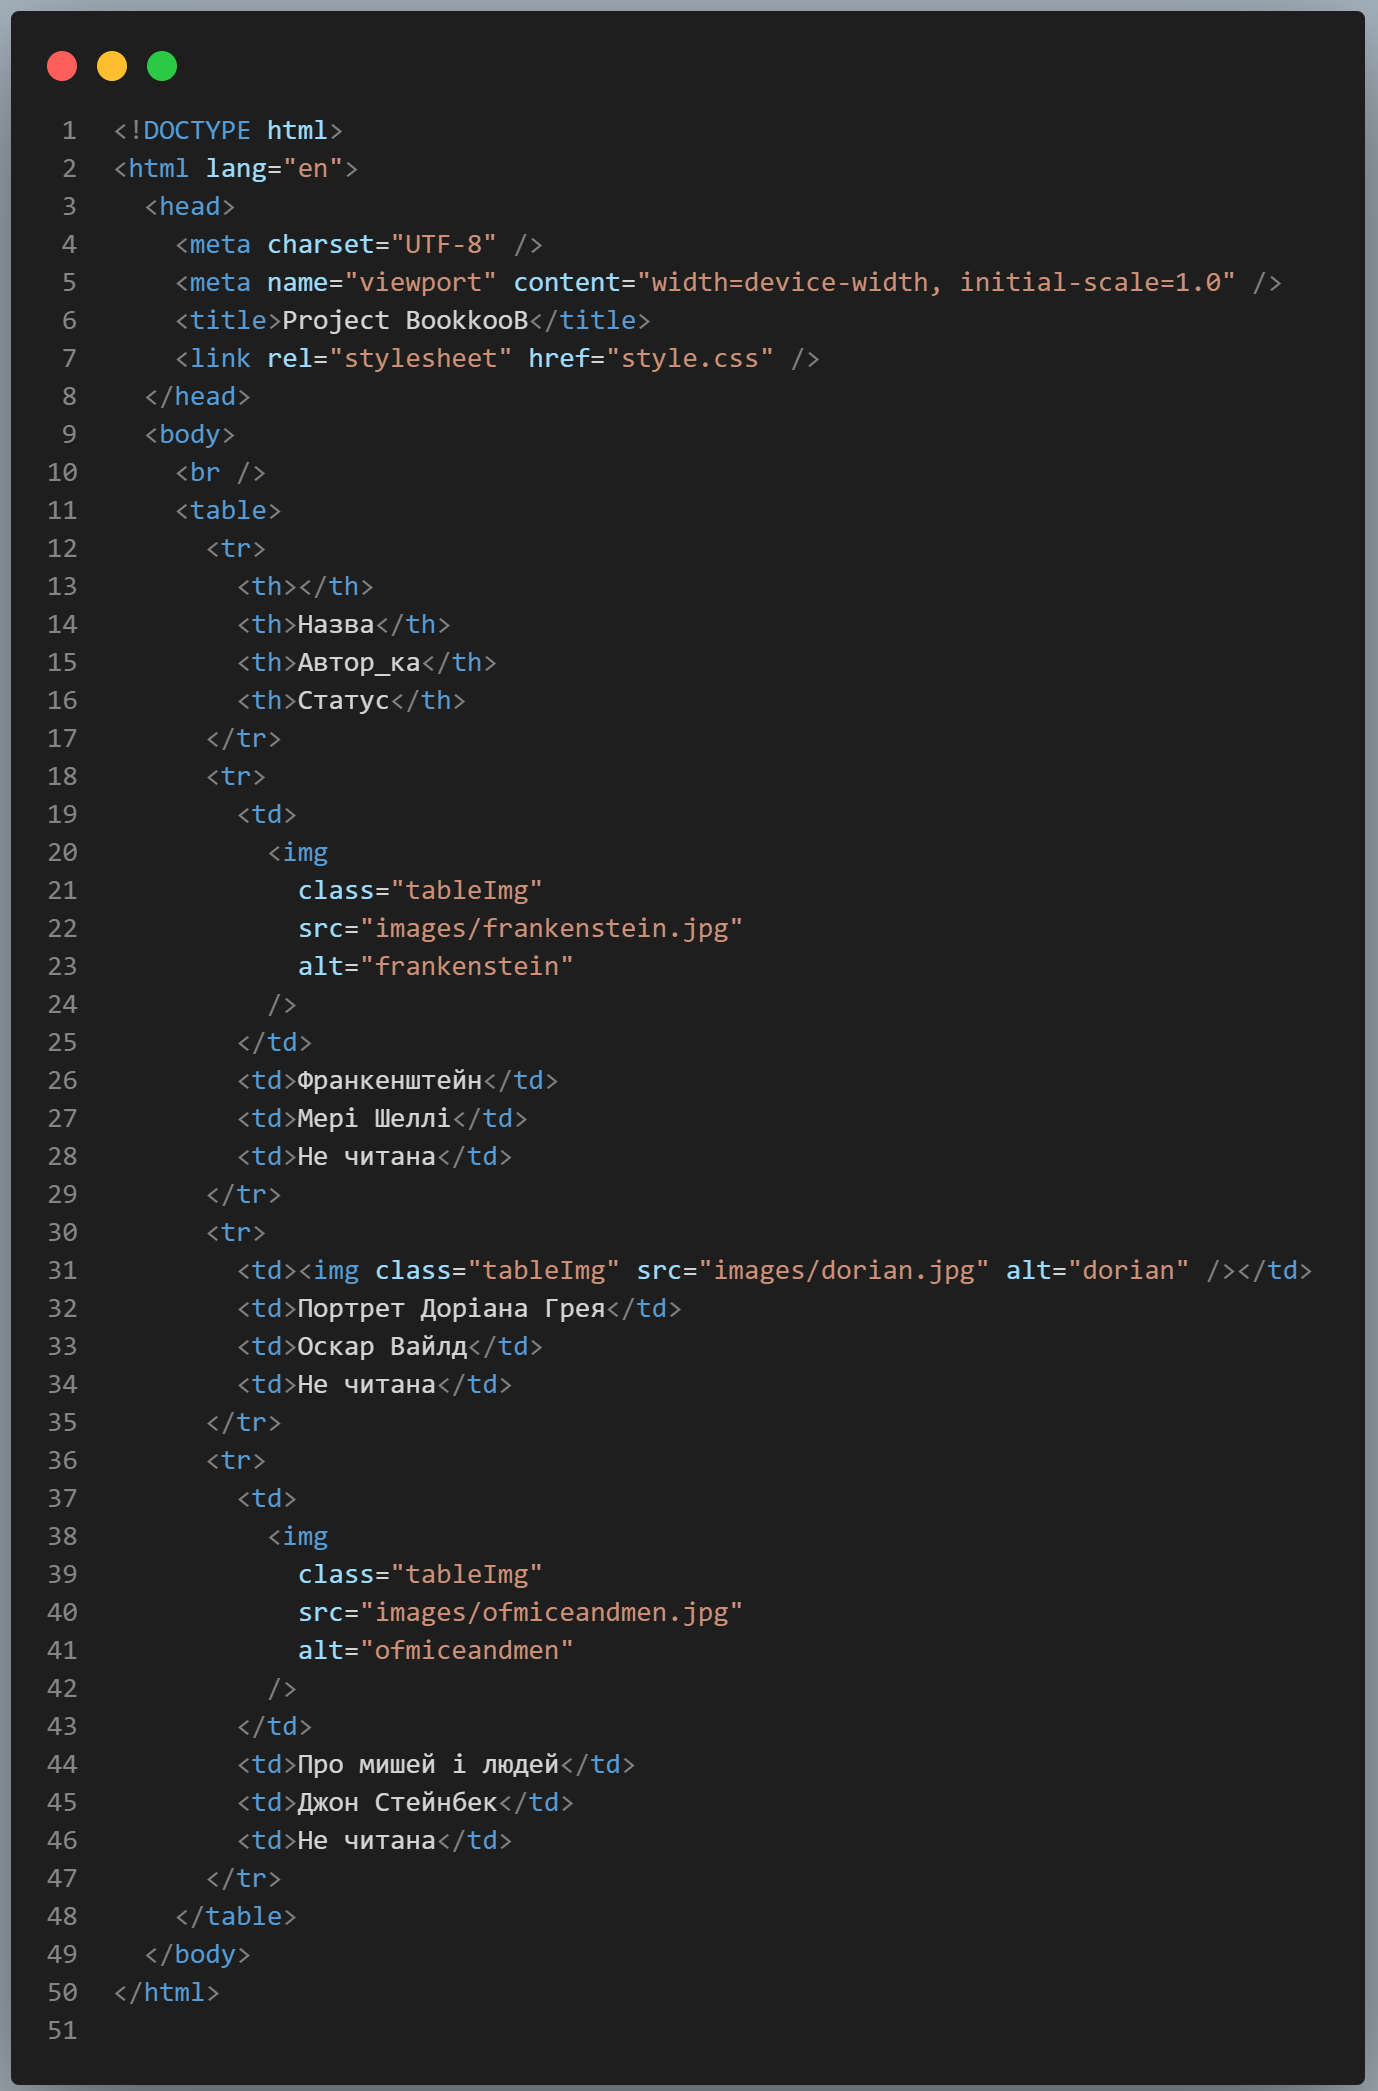 1 <!DOCTYPE html>
2 <html lang="en">
3   <head>
4     <meta charset="UTF-8" />
5     <meta name="viewport" content="width=device-width, initial-scale=1.0" />
6     <title>Project BookkooB</title>
7     <link rel="stylesheet" href="style.css" />
8   </head>
9   <body>
10     <br />
11     <table>
12       <tr>
13         <th></th>
14         <th>Назва</th>
15         <th>Автор_ка</th>
16         <th>Статус</th>
17       </tr>
18       <tr>
19         <td>
20           <img
21             class="tableImg"
22             src="images/frankenstein.jpg"
23             alt="frankenstein"
24           />
25         </td>
26         <td>Франкенштейн</td>
27         <td>Мері Шеллі</td>
28         <td>Не читана</td>
29       </tr>
30       <tr>
31         <td><img class="tableImg" src="images/dorian.jpg" alt="dorian" /></td>
32         <td>Портрет Доріана Грея</td>
33         <td>Оскар Вайлд</td>
34         <td>Не читана</td>
35       </tr>
36       <tr>
37         <td>
38           <img
39             class="tableImg"
40             src="images/ofmiceandmen.jpg"
41             alt="ofmiceandmen"
42           />
43         </td>
44         <td>Про мишей і людей</td>
45         <td>Джон Стейнбек</td>
46         <td>Не читана</td>
47       </tr>
48     </table>
49   </body>
50 </html>
51